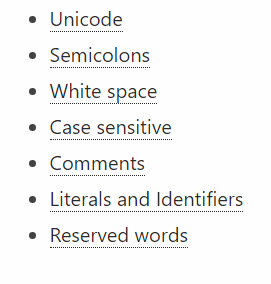 Unicode
Semicolons
White space
Case sensitive
Comments
Literals and Identifiers
Reserved words